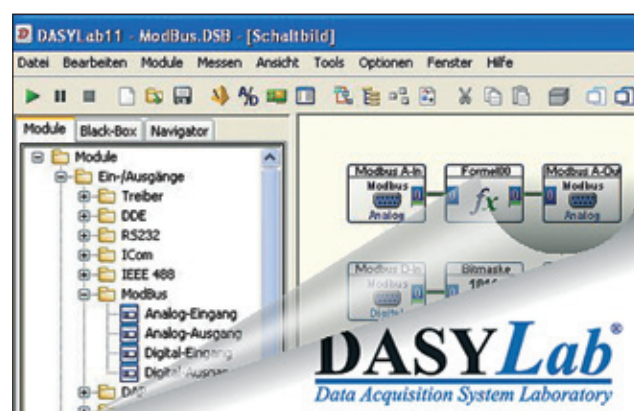 DASYLab11 - ModBus.DSB - [Schaltbild]
Datei Bearbeiten Module Messen Ansicht Tools Optionen Fenster Hilfe
Module Black-Box Navigator
Module
Ein-/Ausgänge
Treiber
DDE
RS232
ICom
IEEE 488
ModBus
Analog-Eingang
Analog-Ausgang
Digital-Eingang
Digital-Ausgang
Modbus A-In
Modbus
Analog
Formel00
fx
Modbus A-Out
Modbus
Analog
Modbus D-In
Modbus
Digital
Bitmaske
DASYLab®
Data Acquisition System Laboratory